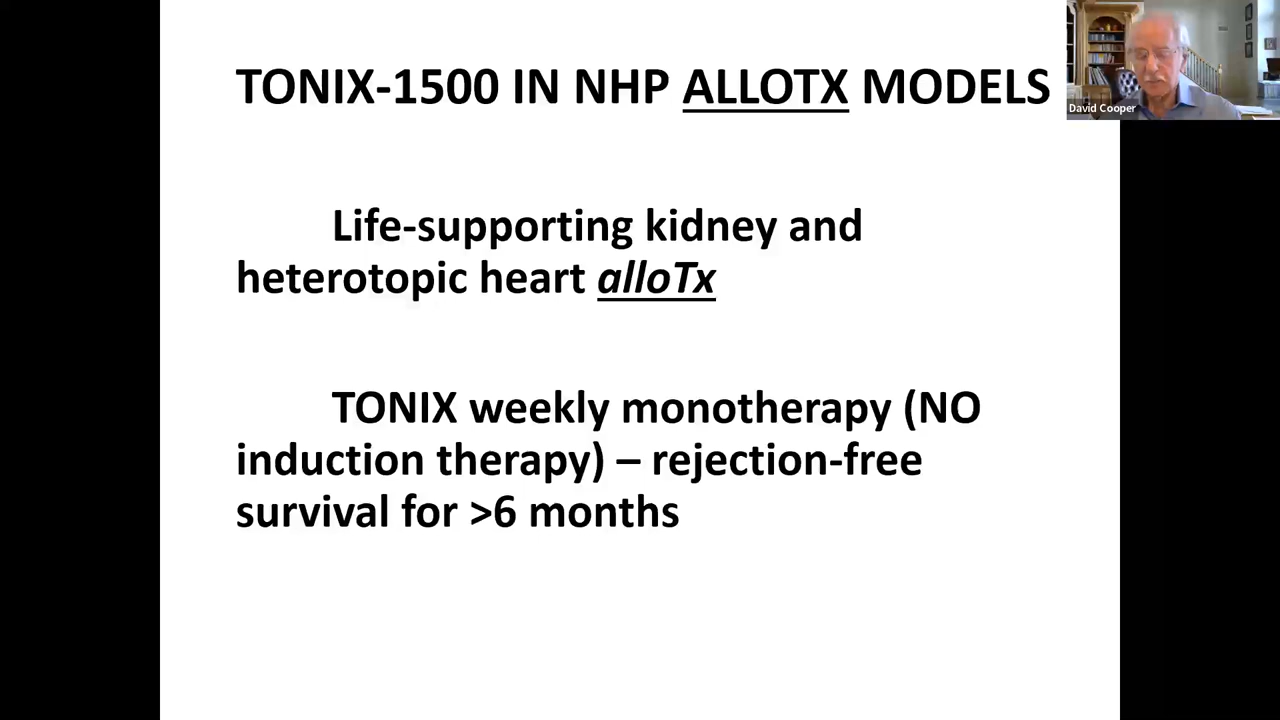 TONIX-1500 IN NHP ALLOTX MODELS
David Cooper
Life-supporting kidney and
heterotopic heart alloTx
TONIX weekly monotherapy (NO
induction therapy) – rejection-free
survival for >6 months